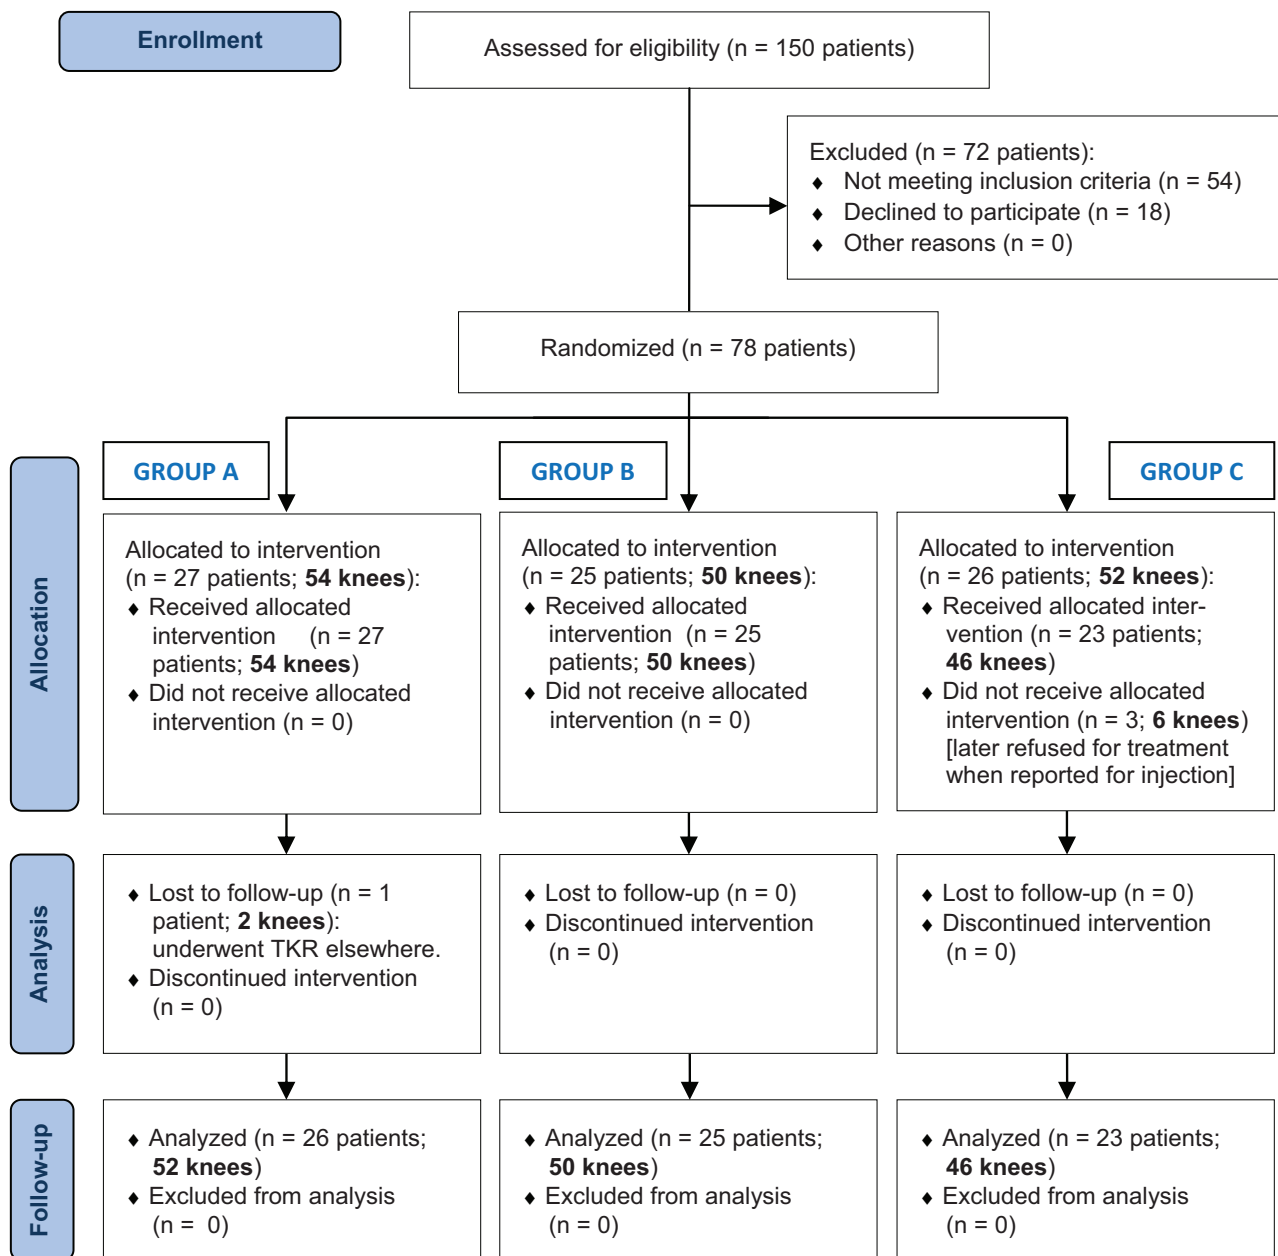 Enrollment
Assessed for eligibility (n = 150 patients)
Excluded (n = 72 patients):
♦ Not meeting inclusion criteria (n = 54)
♦ Declined to participate (n = 18)
♦ Other reasons (n = 0)
Randomized (n = 78 patients)
Allocation
GROUP A
Allocated to intervention
(n = 27 patients; 54 knees):
♦ Received allocated
intervention (n = 27
patients; 54 knees)
♦ Did not receive allocated
intervention (n = 0)
GROUP B
Allocated to intervention
(n = 25 patients; 50 knees):
♦ Received allocated
intervention (n = 25
patients; 50 knees)
♦ Did not receive allocated
intervention (n = 0)
GROUP C
Allocated to intervention
(n = 26 patients; 52 knees):
♦ Received allocated inter-
vention (n = 23 patients;
46 knees)
♦ Did not receive allocated
intervention (n = 3; 6 knees)
[later refused for treatment
when reported for injection]
Analysis
♦ Lost to follow-up (n = 1
patient; 2 knees):
underwent TKR elsewhere.
♦ Discontinued intervention
(n = 0)
♦ Lost to follow-up (n = 0)
♦ Discontinued intervention
(n = 0)
♦ Lost to follow-up (n = 0)
♦ Discontinued intervention
(n = 0)
Follow-up
♦ Analyzed (n = 26 patients;
52 knees)
♦ Excluded from analysis
(n = 0)
♦ Analyzed (n = 25 patients;
50 knees)
♦ Excluded from analysis
(n = 0)
♦ Analyzed (n = 23 patients;
46 knees)
♦ Excluded from analysis
(n = 0)